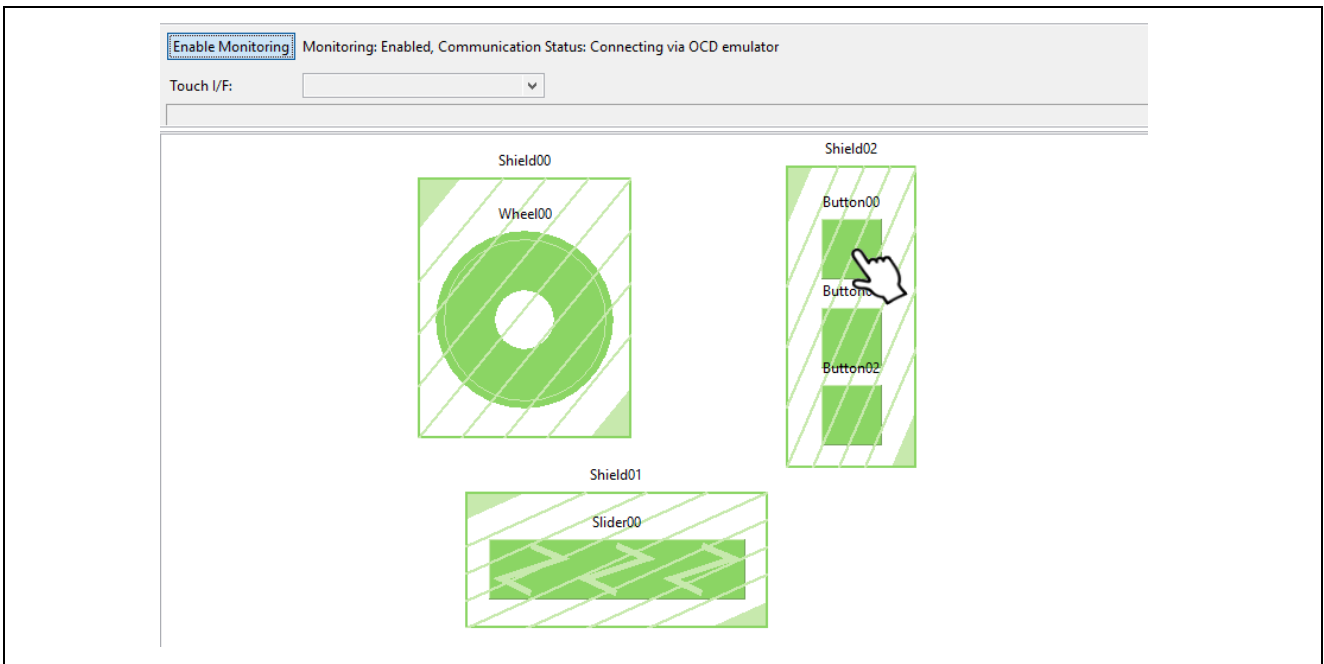 Enable Monitoring Monitoring: Enabled, Communication Status: Connecting via OCD emulator
Touch I/F:
Shield00
Shield02
Wheel00
Button00
Button02
Shield01
Slider00